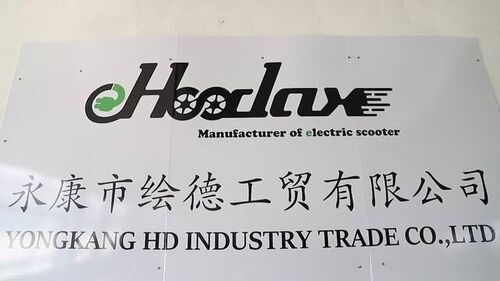 Hoodax
Manufacturer of electric scooter
永康市绘德工贸有限公司
YONGKANG HD INDUSTRY TRADE CO.,LTD